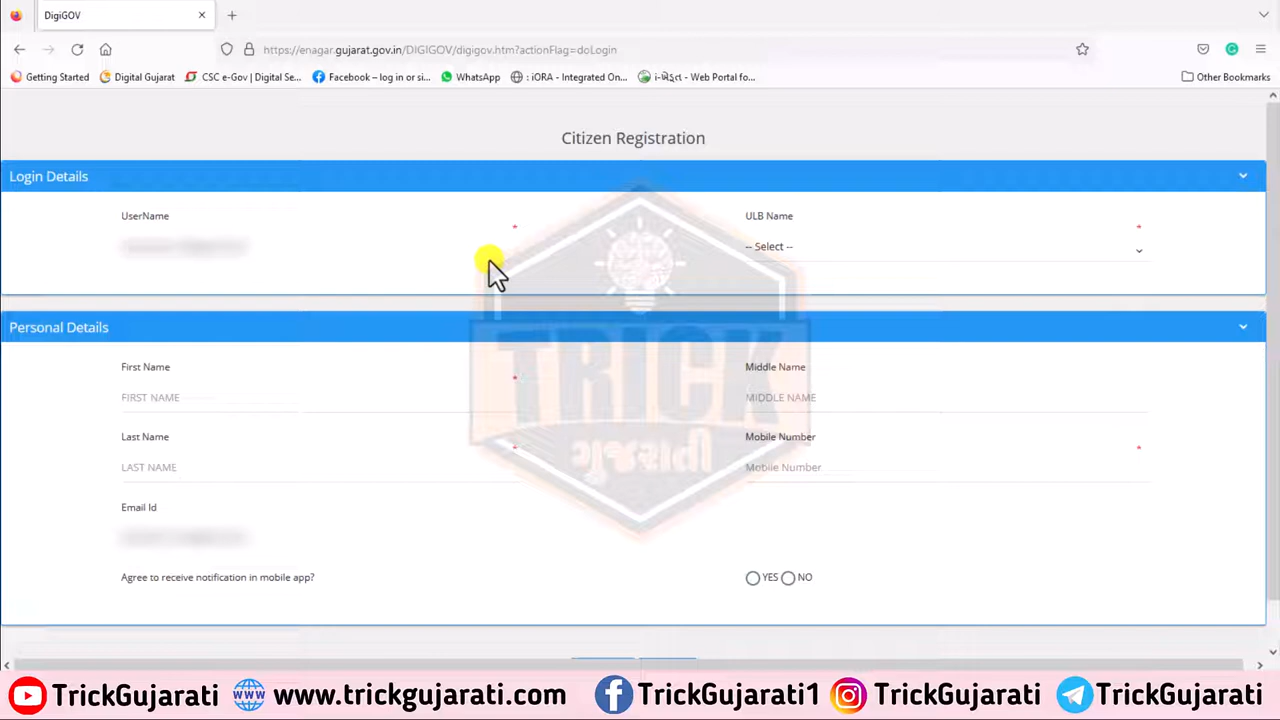 DigiGOV
https://enagar.gujarat.gov.in/DIGIGOV/digigov.htm?actionFlag=doLogin
Getting Started Digital Gujarat CSC e-Gov | Digital Se... Facebook – log in or si... WhatsApp : iORA - Integrated On... - Web Portal fo... Other Bookmarks
Citizen Registration
Login Details
UserName * ULB Name *
-- Select --
Personal Details
First Name * Middle Name
FIRST NAME MIDDLE NAME
Last Name * Mobile Number *
LAST NAME Mobile Number
Email Id
Agree to receive notification in mobile app? YES NO
TRICK
ગુજરાતી
TrickGujarati www.trickgujarati.com TrickGujarati1 TrickGujarati TrickGujarati